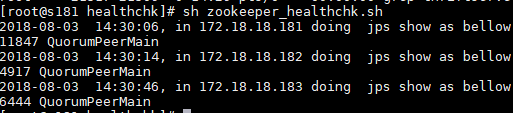 [root@s181 healthchk]# sh zookeeper_healthchk.sh
2018-08-03  14:30:06, in 172.18.18.181 doing  jps show as bellow
11847 QuorumPeerMain
2018-08-03  14:30:14, in 172.18.18.182 doing  jps show as bellow
4917 QuorumPeerMain
2018-08-03  14:30:46, in 172.18.18.183 doing  jps show as bellow
6444 QuorumPeerMain